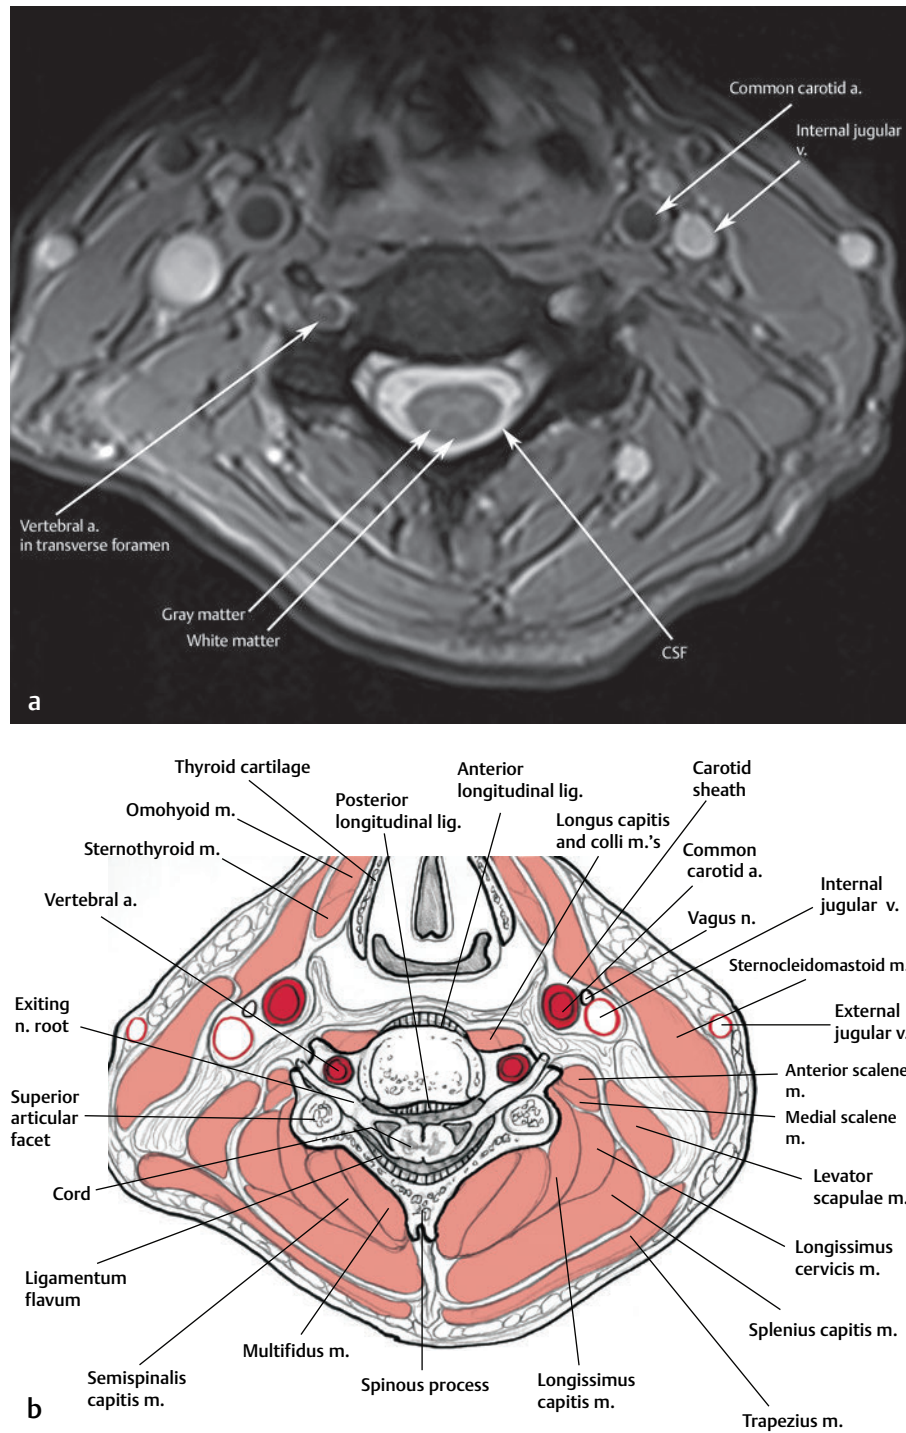 Common carotid a.
Internal jugular
v.
Vertebral a.
in transverse foramen
Gray matter
White matter
CSF
a
Thyroid cartilage
Omohyoid m.
Sternothyroid m.
Vertebral a.
Exiting
n. root
Superior
articular
facet
Cord
Ligamentum
flavum
Semispinalis
capitis m.
Multifidus m.
Posterior
longitudinal lig.
Anterior
longitudinal lig.
Longus capitis
and colli m.'s
Carotid
sheath
Common
carotid a.
Vagus n.
Internal
jugular v.
Sternocleidomastoid m.
External
jugular v.
Anterior scalene
m.
Medial scalene
m.
Levator
scapulae m.
Longissimus
cervicis m.
Splenius capitis m.
Trapezius m.
Longissimus
capitis m.
Spinous process
b